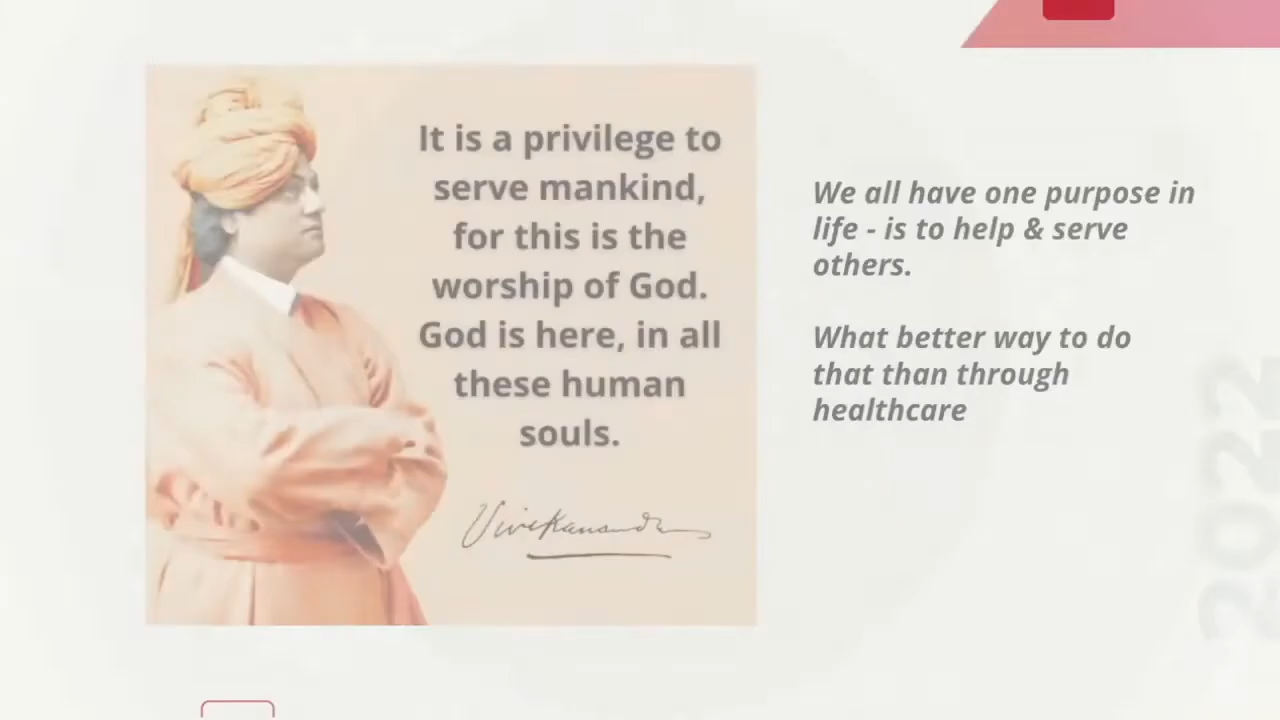 It is a privilege to
serve mankind,
for this is the
worship of God.
God is here, in all
these human
souls.
Vivekananda
We all have one purpose in
life - is to help & serve
others.
What better way to do
that than through
healthcare
2022